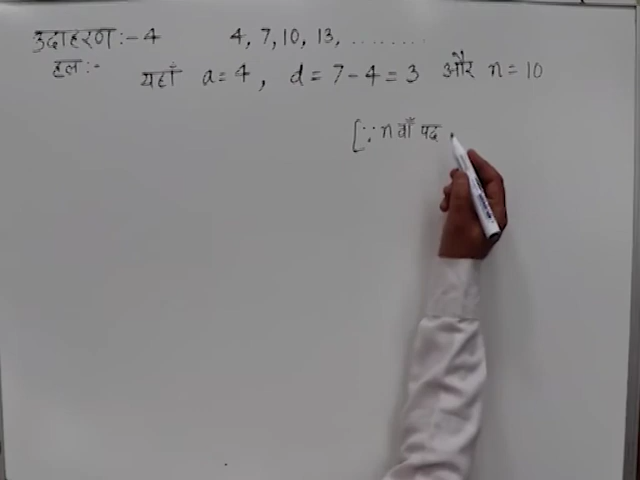 उदाहरण:- 4 4, 7, 10, 13, ........
हल:- यहाँ a = 4 , d = 7 - 4 = 3 और n = 10
[∵ n वाँ पद